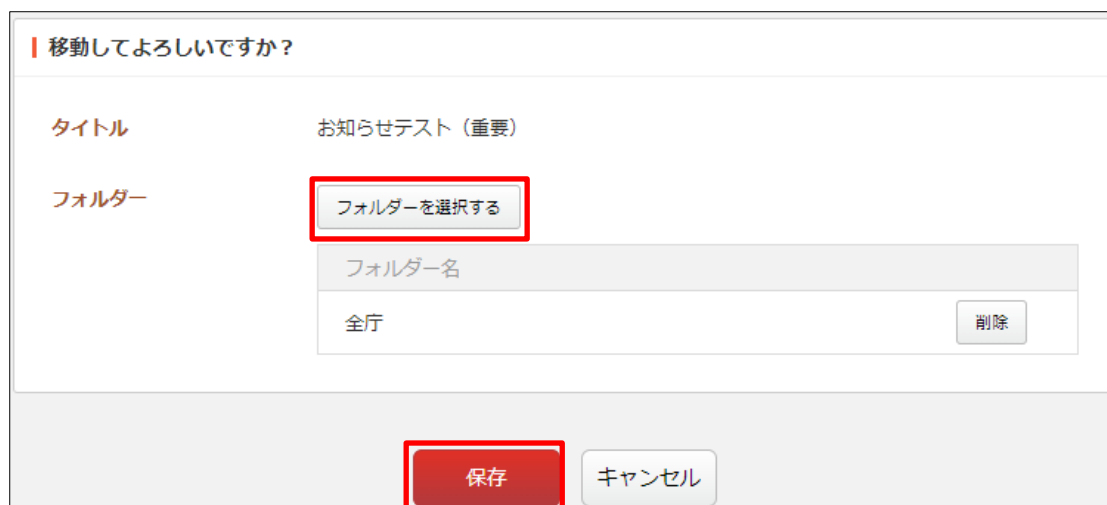 移動してよろしいですか？
タイトル お知らせテスト（重要）
フォルダー フォルダーを選択する
フォルダー名
全庁 削除
保存 キャンセル